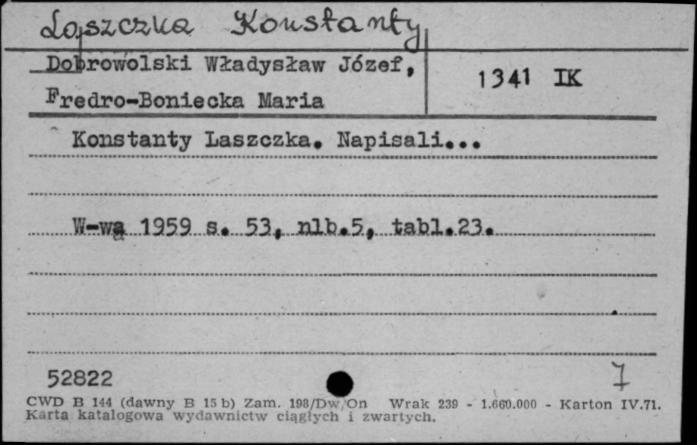 Laszczka Konstanty
Dobrowolski Władysław Józef,
Fredro-Boniecka Maria
1341 IK
Konstanty Laszczka. Napisali...
W-wa 1959 s. 53, nlb.5, tabl.23.
52822
7
CWD B 144 (dawny B 15 b) Zam. 198/Dw/On Wrak 239 - 1.660.000 - Karton IV.71.
Karta katalogowa wydawnictw ciągłych i zwartych.